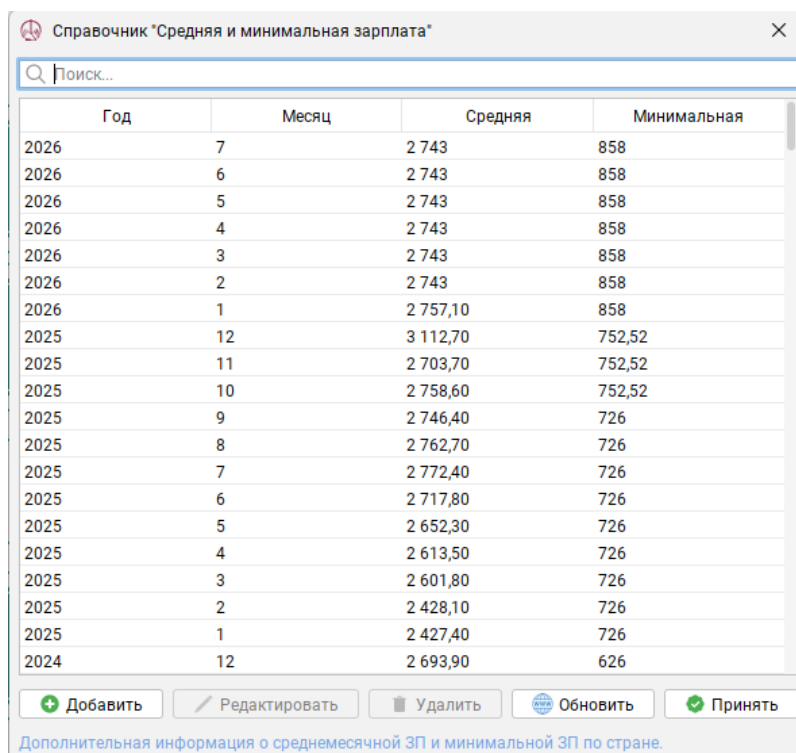 Справочник "Средняя и минимальная зарплата"
Поиск...
Год Месяц Средняя Минимальная
2026 7 2 743 858
2026 6 2 743 858
2026 5 2 743 858
2026 4 2 743 858
2026 3 2 743 858
2026 2 2 743 858
2026 1 2 757,10 858
2025 12 3 112,70 752,52
2025 11 2 703,70 752,52
2025 10 2 758,60 752,52
2025 9 2 746,40 726
2025 8 2 762,70 726
2025 7 2 772,40 726
2025 6 2 717,80 726
2025 5 2 652,30 726
2025 4 2 613,50 726
2025 3 2 601,80 726
2025 2 2 428,10 726
2025 1 2 427,40 726
2024 12 2 693,90 626
Добавить Редактировать Удалить www Обновить Принять
Дополнительная информация о среднемесячной ЗП и минимальной ЗП по стране.